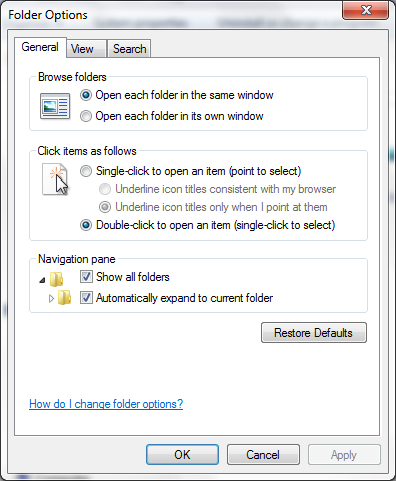 Folder Options
General View Search
Browse folders
Open each folder in the same window
Open each folder in its own window
Click items as follows
Single-click to open an item (point to select)
Underline icon titles consistent with my browser
Underline icon titles only when I point at them
Double-click to open an item (single-click to select)
Navigation pane
Show all folders
Automatically expand to current folder
Restore Defaults
How do I change folder options?
OK Cancel Apply